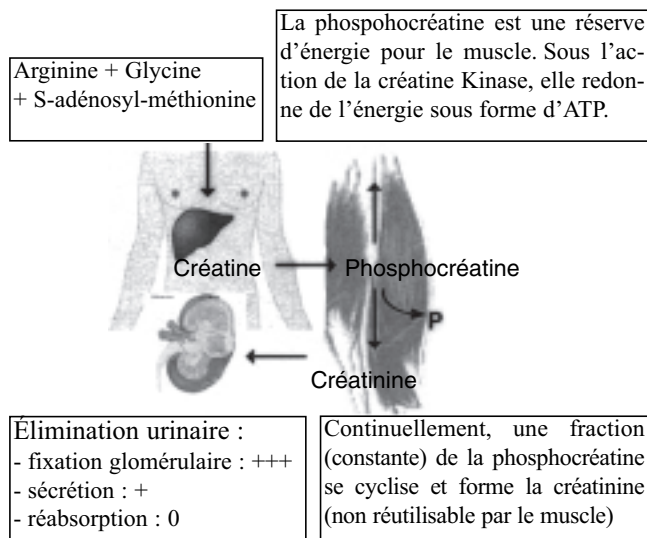 Arginine + Glycine
+ S-adénosyl-méthionine
La phospohocréatine est une réserve
d’énergie pour le muscle. Sous l’ac-
tion de la créatine Kinase, elle redon-
ne de l’énergie sous forme d’ATP.
Créatine
Phosphocréatine
P
Créatinine
Élimination urinaire :
- fixation glomérulaire : +++
- sécrétion : +
- réabsorption : 0
Continuellement, une fraction
(constante) de la phosphocréatine
se cyclise et forme la créatinine
(non réutilisable par le muscle)